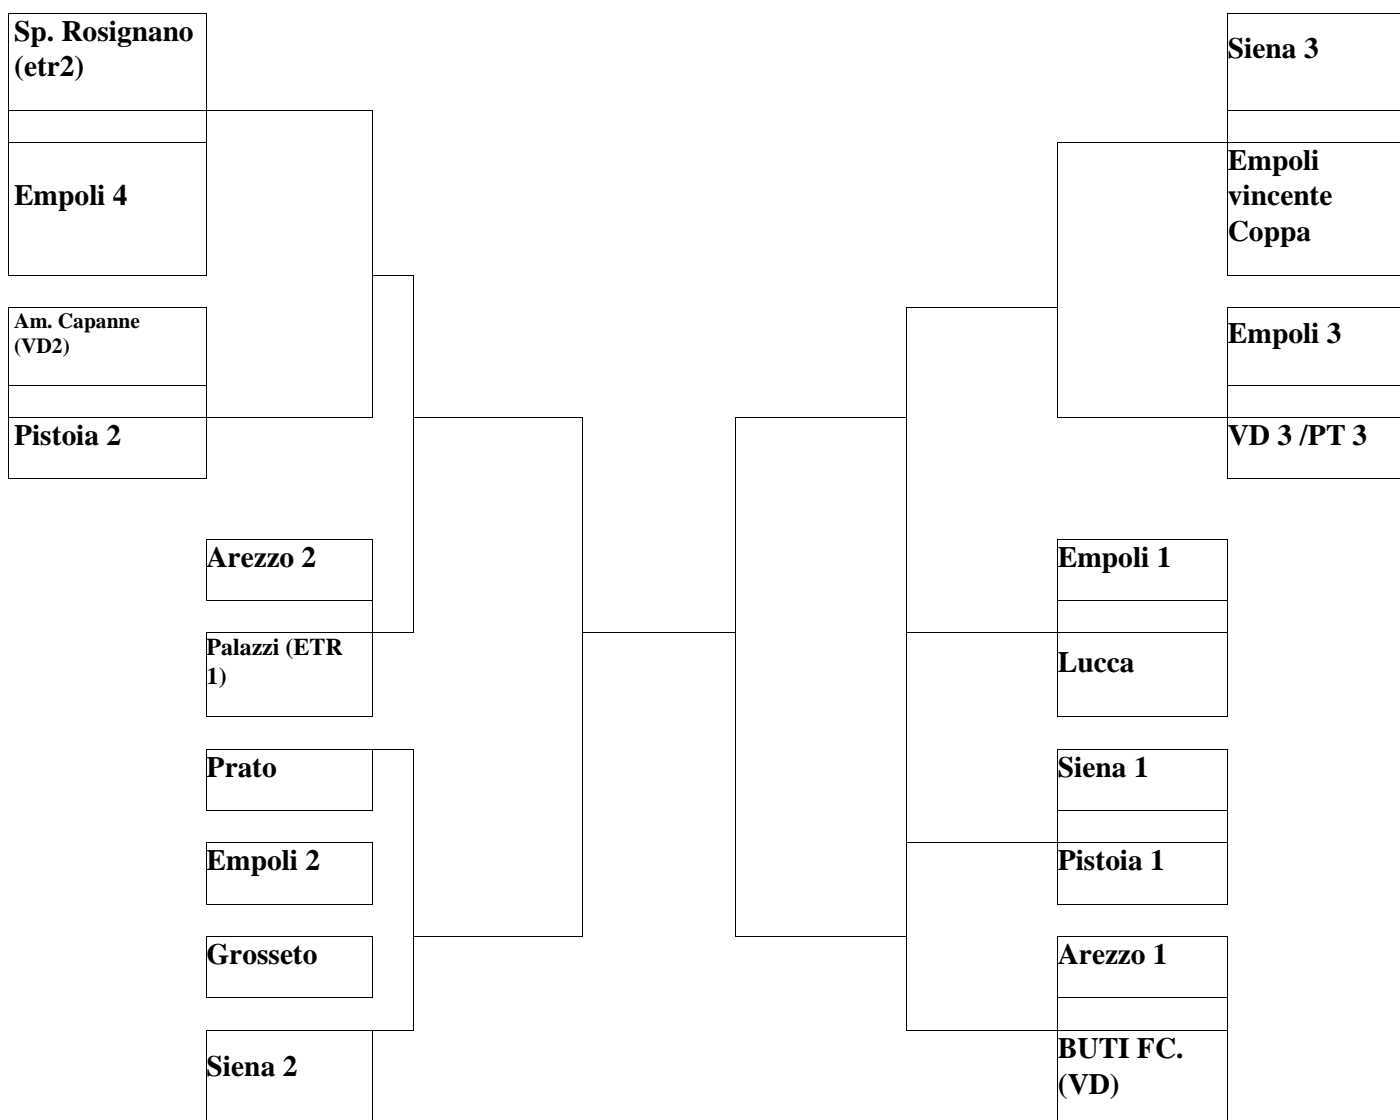 Sp. Rosignano
(etr2)
Empoli 4
Am. Capanne
(VD2)
Pistoia 2
Arezzo 2
Palazzi (ETR
1)
Prato
Empoli 2
Grosseto
Siena 2
Siena 3
Empoli
vincente
Coppa
Empoli 3
VD 3 /PT 3
Empoli 1
Lucca
Siena 1
Pistoia 1
Arezzo 1
BUTI FC.
(VD)